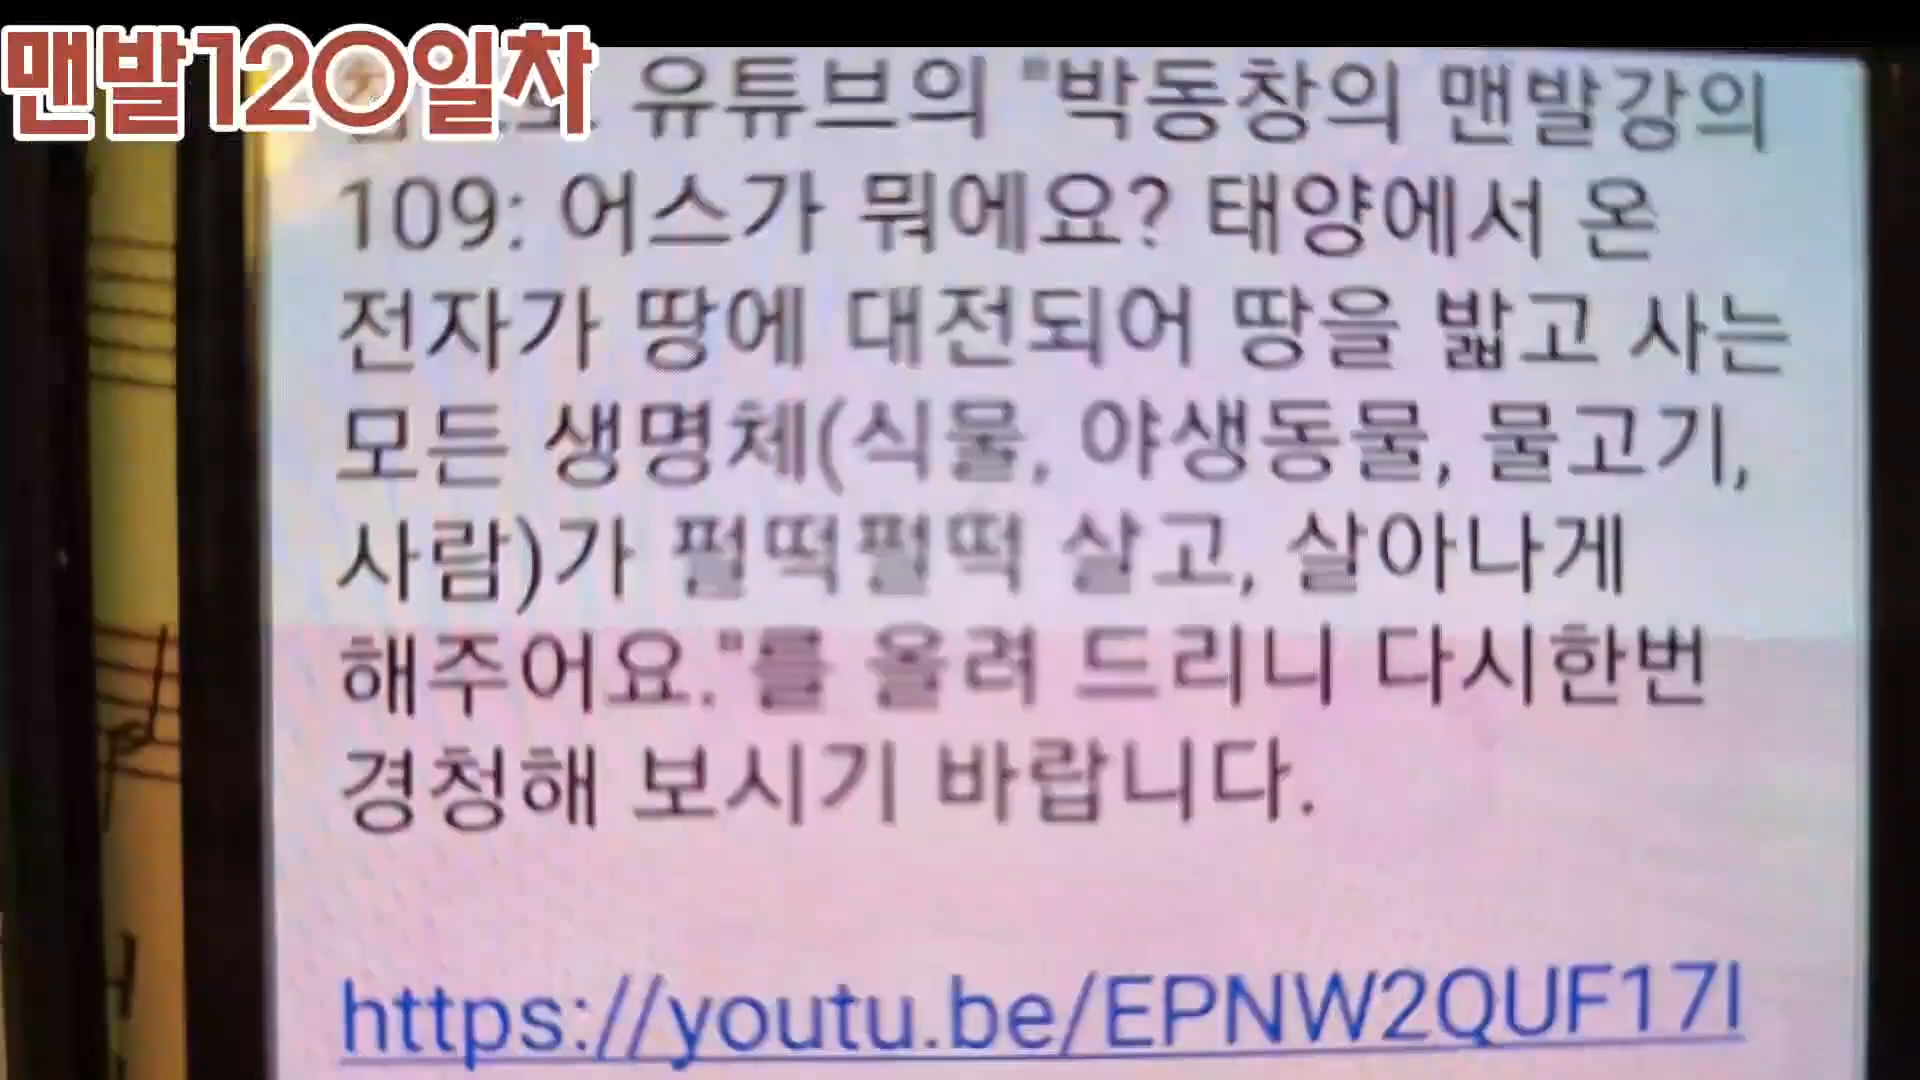 맨발120일차
유튜브의 "박동창의 맨발강의
109: 어스가 뭐에요? 태양에서 온
전자가 땅에 대전되어 땅을 밟고 사는
모든 생명체(식물, 야생동물, 물고기,
사람)가 펄떡펄떡 살고, 살아나게
해주어요."를 올려 드리니 다시한번
경청해 보시기 바랍니다.
https://youtu.be/EPNW2QUF17I